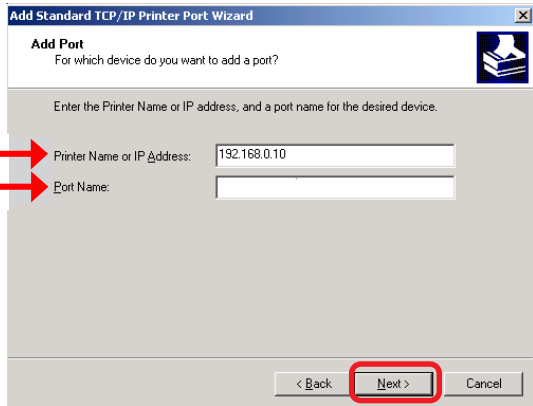 Add Standard TCP/IP Printer Port Wizard
Add Port
For which device do you want to add a port?
Enter the Printer Name or IP address, and a port name for the desired device.
Printer Name or IP Address: 192.168.0.10
Port Name:
< Back Next > Cancel